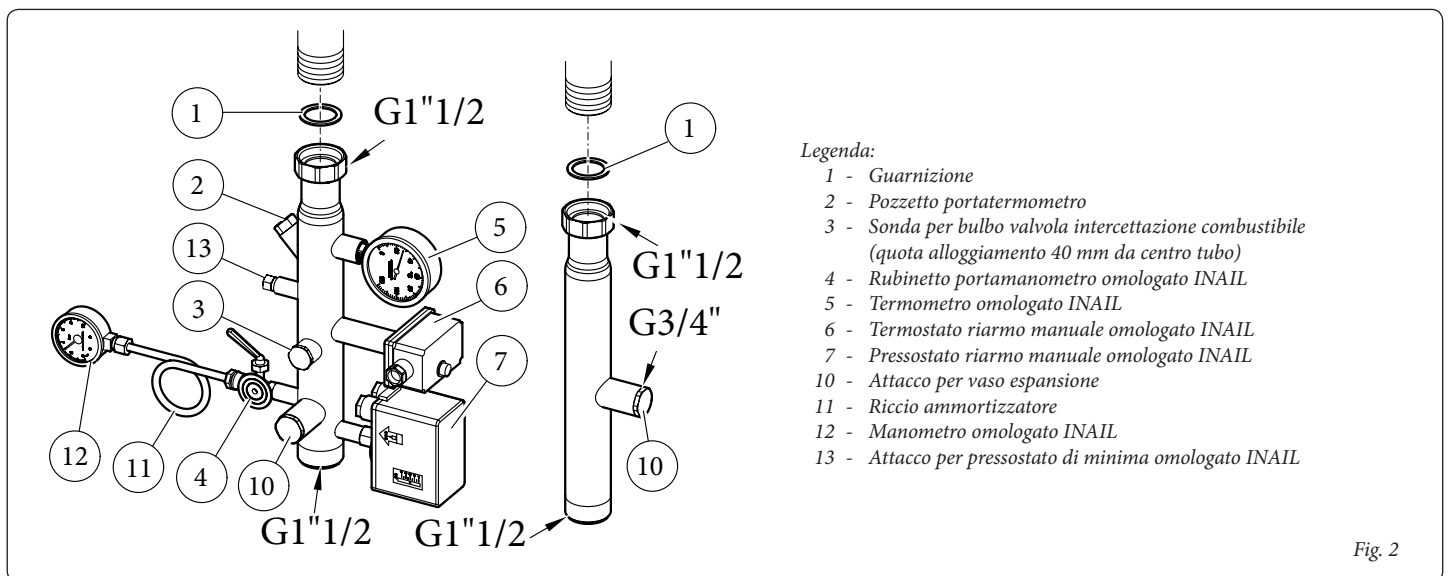 1
G1"1/2
2
13
3
5
6
7
12
11
4
10
G1"1/2
1
G1"1/2
G3/4"
10
G1"1/2
Legenda:
1 - Guarnizione
2 - Pozzetto portatermometro
3 - Sonda per bulbo valvola intercettazione combustibile
(quota alloggiamento 40 mm da centro tubo)
4 - Rubinetto portamanometro omologato INAIL
5 - Termometro omologato INAIL
6 - Termostato riarmo manuale omologato INAIL
7 - Pressostato riarmo manuale omologato INAIL
10 - Attacco per vaso espansione
11 - Riccio ammortizzatore
12 - Manometro omologato INAIL
13 - Attacco per pressostato di minima omologato INAIL
Fig. 2